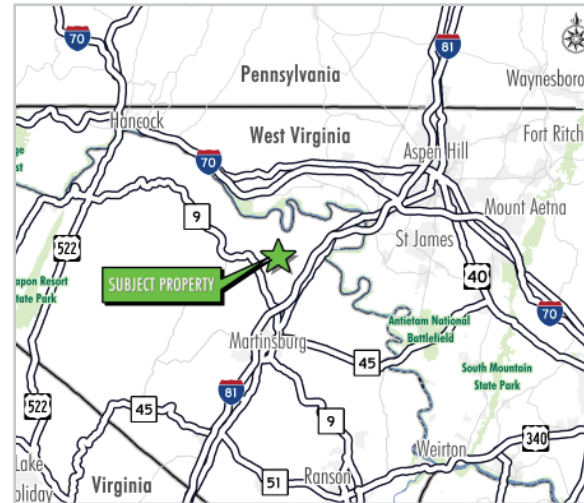 70
81
Pennsylvania
Waynesboro
Hancock
West Virginia
Fort Ritch
Aspen Hill
70
9
Mount Aetna
522
St James
SUBJECT PROPERTY
40
apon Resort
tate Park
70
Antietam National
Battlefield
Martinsburg
45
South Mountain
State Park
81
522
45
9
Weirton
340
Lake
oliday
Virginia
51
Ranson